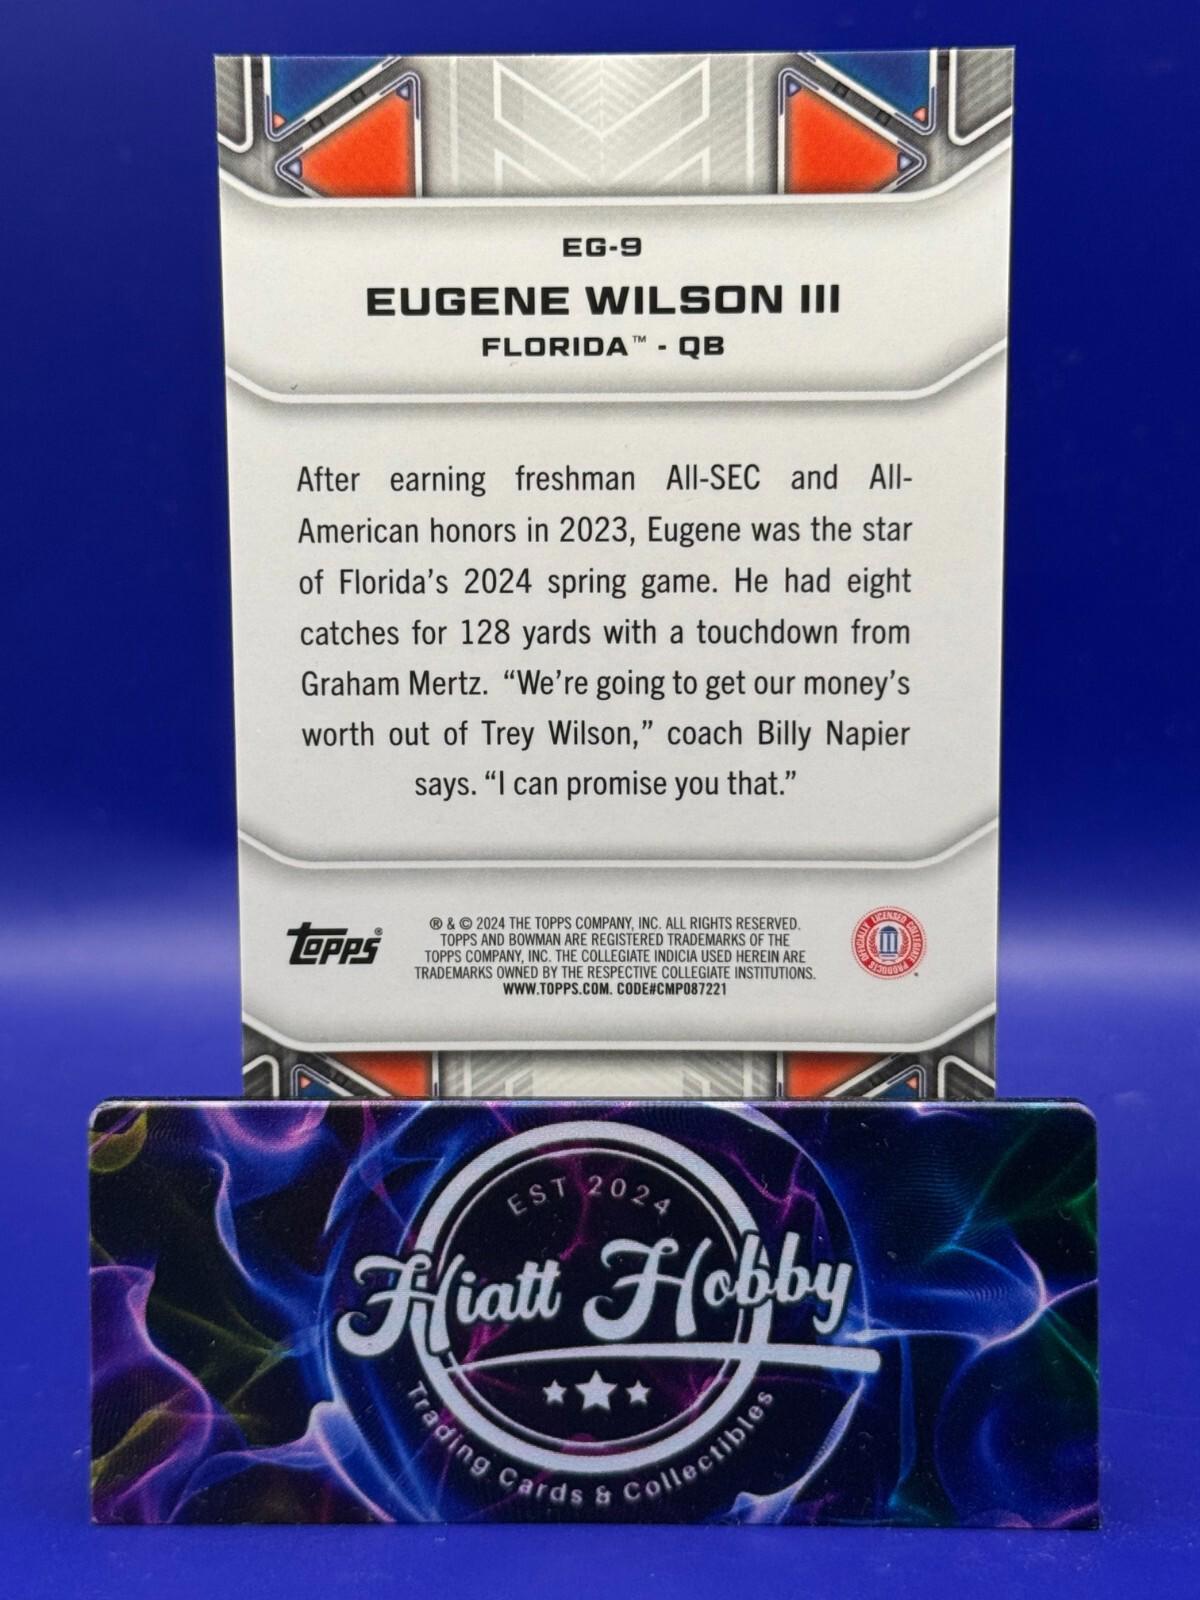 EG-9
EUGENE WILSON III
FLORIDA™ - QB
After earning freshman All-SEC and All-
American honors in 2023, Eugene was the star
of Florida's 2024 spring game. He had eight
catches for 128 yards with a touchdown from
Graham Mertz. “We're going to get our money's
worth out of Trey Wilson,” coach Billy Napier
says. “I can promise you that.”
Topps®
® & © 2024 THE TOPPS COMPANY, INC. ALL RIGHTS RESERVED.
TOPPS AND BOWMAN ARE REGISTERED TRADEMARKS OF THE
TOPPS COMPANY, INC. THE COLLEGIATE INDICIA USED HEREIN ARE
TRADEMARKS OWNED BY THE RESPECTIVE COLLEGIATE INSTITUTIONS.
WWW.TOPPS.COM. CODE#CMP087221
OFFICIALLY LICENSED COLLEGIATE PRODUCTS
EST 2024
Hiatt Hobby
Trading Cards & Collectibles